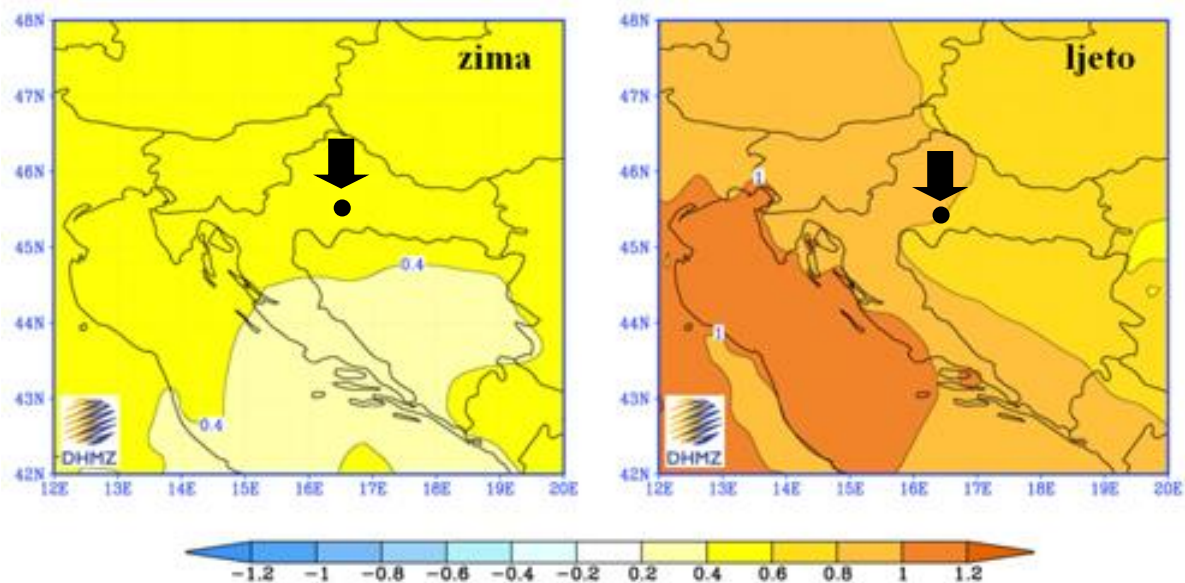 zima
ljeto
48N 48N
47N 47N
46N 46N
1
45N 45N
0.4
44N 44N
1
43N 43N
0.4
DHMZ DHMZ
42N 42N
12E 13E 14E 15E 16E 17E 18E 19E 20E
12E 13E 14E 15E 16E 17E 18E 19E 20E
-1.2 -1 -0.8 -0.6 -0.4 -0.2 0.2 0.4 0.6 0.8 1 1.2